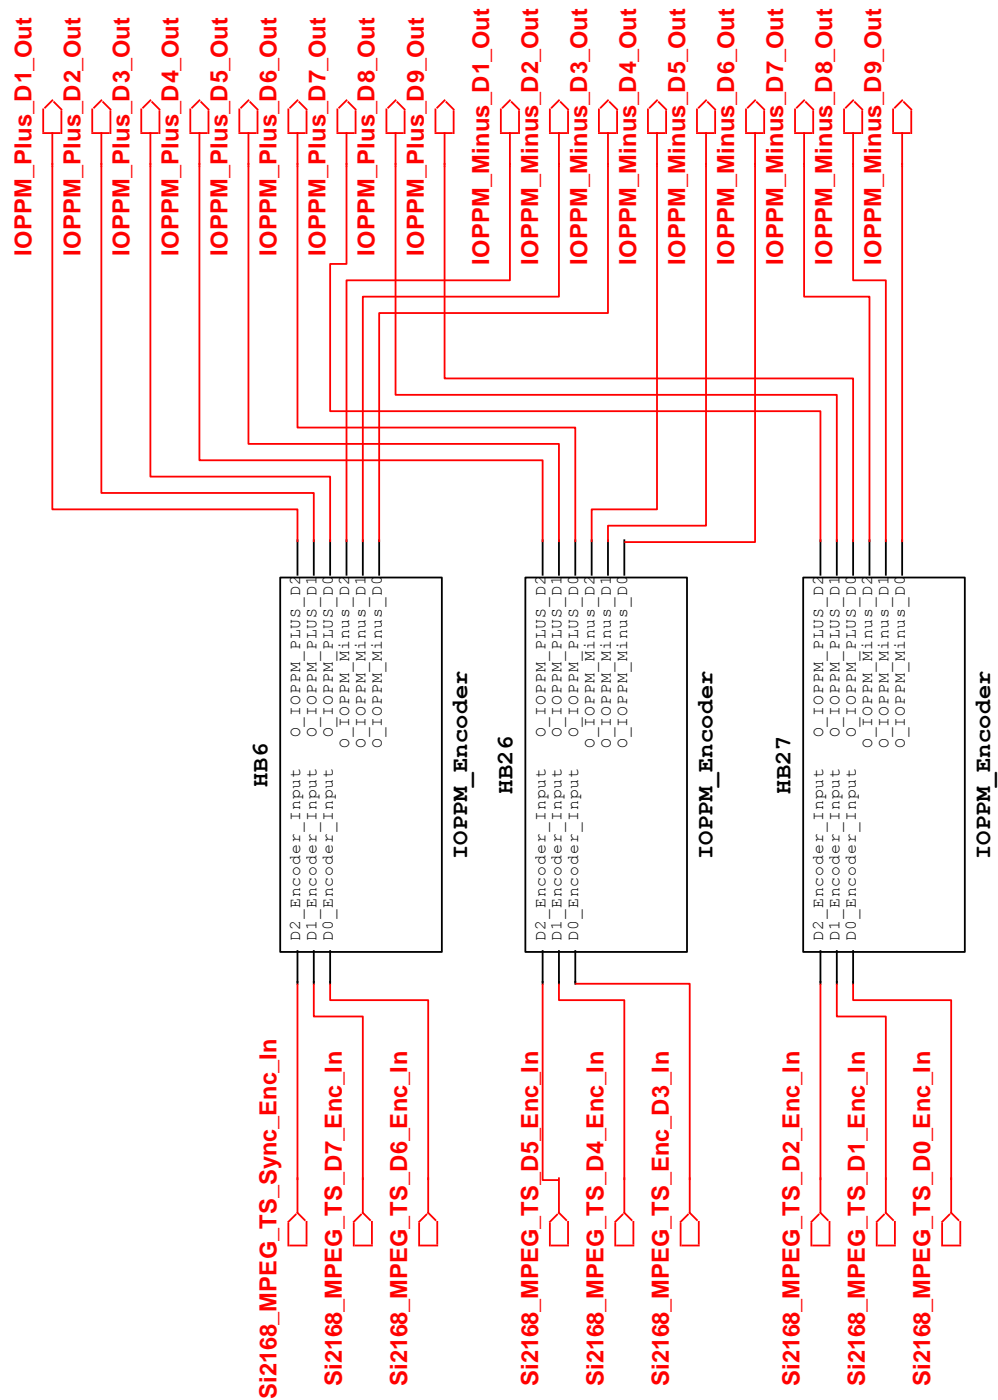 IOPPM_Plus_D1_Out
IOPPM_Plus_D2_Out
IOPPM_Plus_D3_Out
IOPPM_Plus_D4_Out
IOPPM_Plus_D5_Out
IOPPM_Plus_D6_Out
IOPPM_Plus_D7_Out
IOPPM_Plus_D8_Out
IOPPM_Plus_D9_Out
IOPPM_Minus_D1_Out
IOPPM_Minus_D2_Out
IOPPM_Minus_D3_Out
IOPPM_Minus_D4_Out
IOPPM_Minus_D5_Out
IOPPM_Minus_D6_Out
IOPPM_Minus_D7_Out
IOPPM_Minus_D8_Out
IOPPM_Minus_D9_Out
HB6
D2_Encoder_Input
D1_Encoder_Input
D0_Encoder_Input
O_IOPPM_PLUS_D2
O_IOPPM_PLUS_D1
O_IOPPM_PLUS_D0
O_IOPPM_Minus_D2
O_IOPPM_Minus_D1
O_IOPPM_Minus_D0
IOPPM_Encoder
HB26
D2_Encoder_Input
D1_Encoder_Input
D0_Encoder_Input
O_IOPPM_PLUS_D2
O_IOPPM_PLUS_D1
O_IOPPM_PLUS_D0
O_IOPPM_Minus_D2
O_IOPPM_Minus_D1
O_IOPPM_Minus_D0
IOPPM_Encoder
HB27
D2_Encoder_Input
D1_Encoder_Input
D0_Encoder_Input
O_IOPPM_PLUS_D2
O_IOPPM_PLUS_D1
O_IOPPM_PLUS_D0
O_IOPPM_Minus_D2
O_IOPPM_Minus_D1
O_IOPPM_Minus_D0
IOPPM_Encoder
Si2168_MPEG_TS_Sync_Enc_In
Si2168_MPEG_TS_D7_Enc_In
Si2168_MPEG_TS_D6_Enc_In
Si2168_MPEG_TS_D5_Enc_In
Si2168_MPEG_TS_D4_Enc_In
Si2168_MPEG_TS_Enc_D3_In
Si2168_MPEG_TS_D2_Enc_In
Si2168_MPEG_TS_D1_Enc_In
Si2168_MPEG_TS_D0_Enc_In